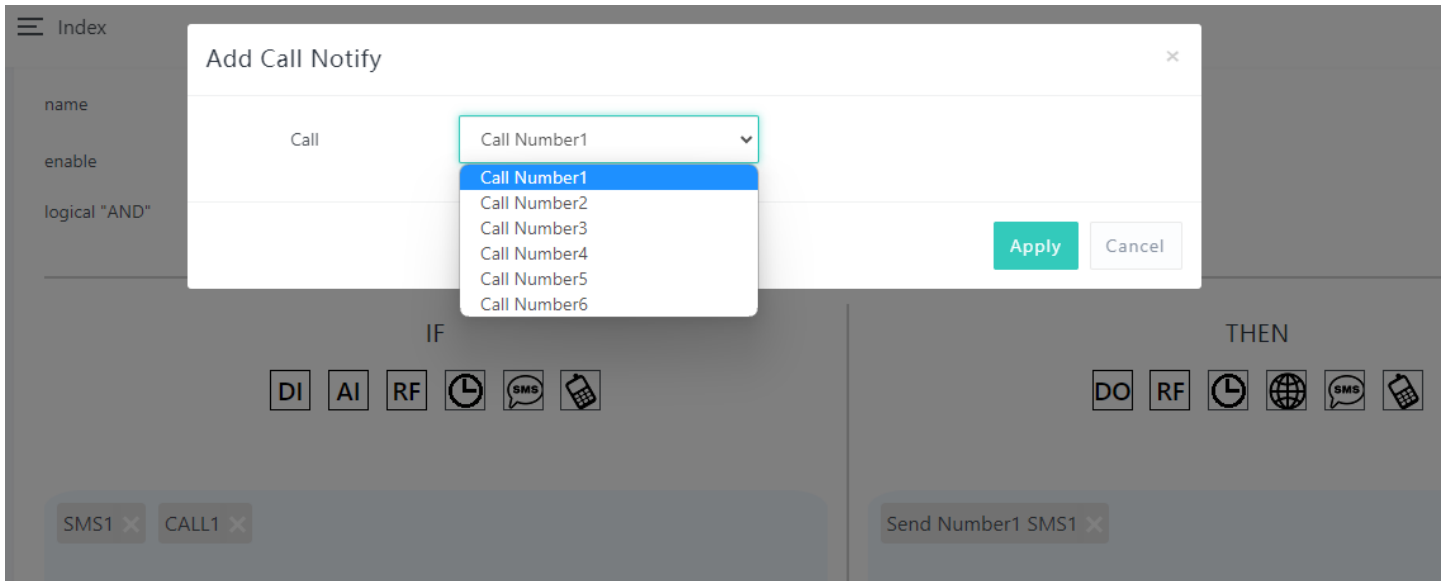 Index
Add Call Notify
×
name
Call
Call Number1
enable
Call Number1
Call Number2
logical "AND"
Call Number3
Call Number4
Apply
Cancel
Call Number5
Call Number6
IF
THEN
DI
AI
RF
SMS
DO
RF
SMS
SMS1 ×
CALL1 ×
Send Number1 SMS1 ×